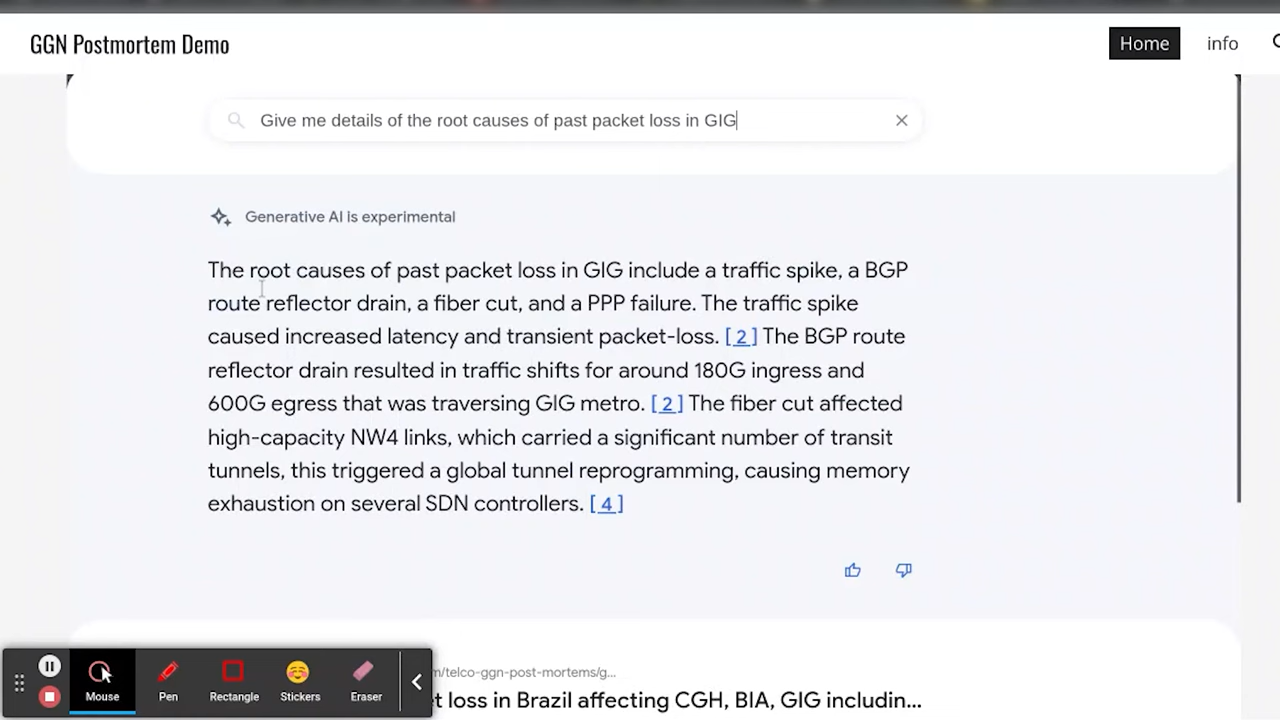 GGN Postmortem Demo
Home
info
Give me details of the root causes of past packet loss in GIG
Generative AI is experimental
The root causes of past packet loss in GIG include a traffic spike, a BGP
route reflector drain, a fiber cut, and a PPP failure. The traffic spike
caused increased latency and transient packet-loss. [2] The BGP route
reflector drain resulted in traffic shifts for around 180G ingress and
600G egress that was traversing GIG metro. [2] The fiber cut affected
high-capacity NW4 links, which carried a significant number of transit
tunnels, this triggered a global tunnel reprogramming, causing memory
exhaustion on several SDN controllers. [4]
m/telco-ggn-post-mortems/g...
t loss in Brazil affecting CGH, BIA, GIG includin...
Mouse
Pen
Rectangle
Stickers
Eraser